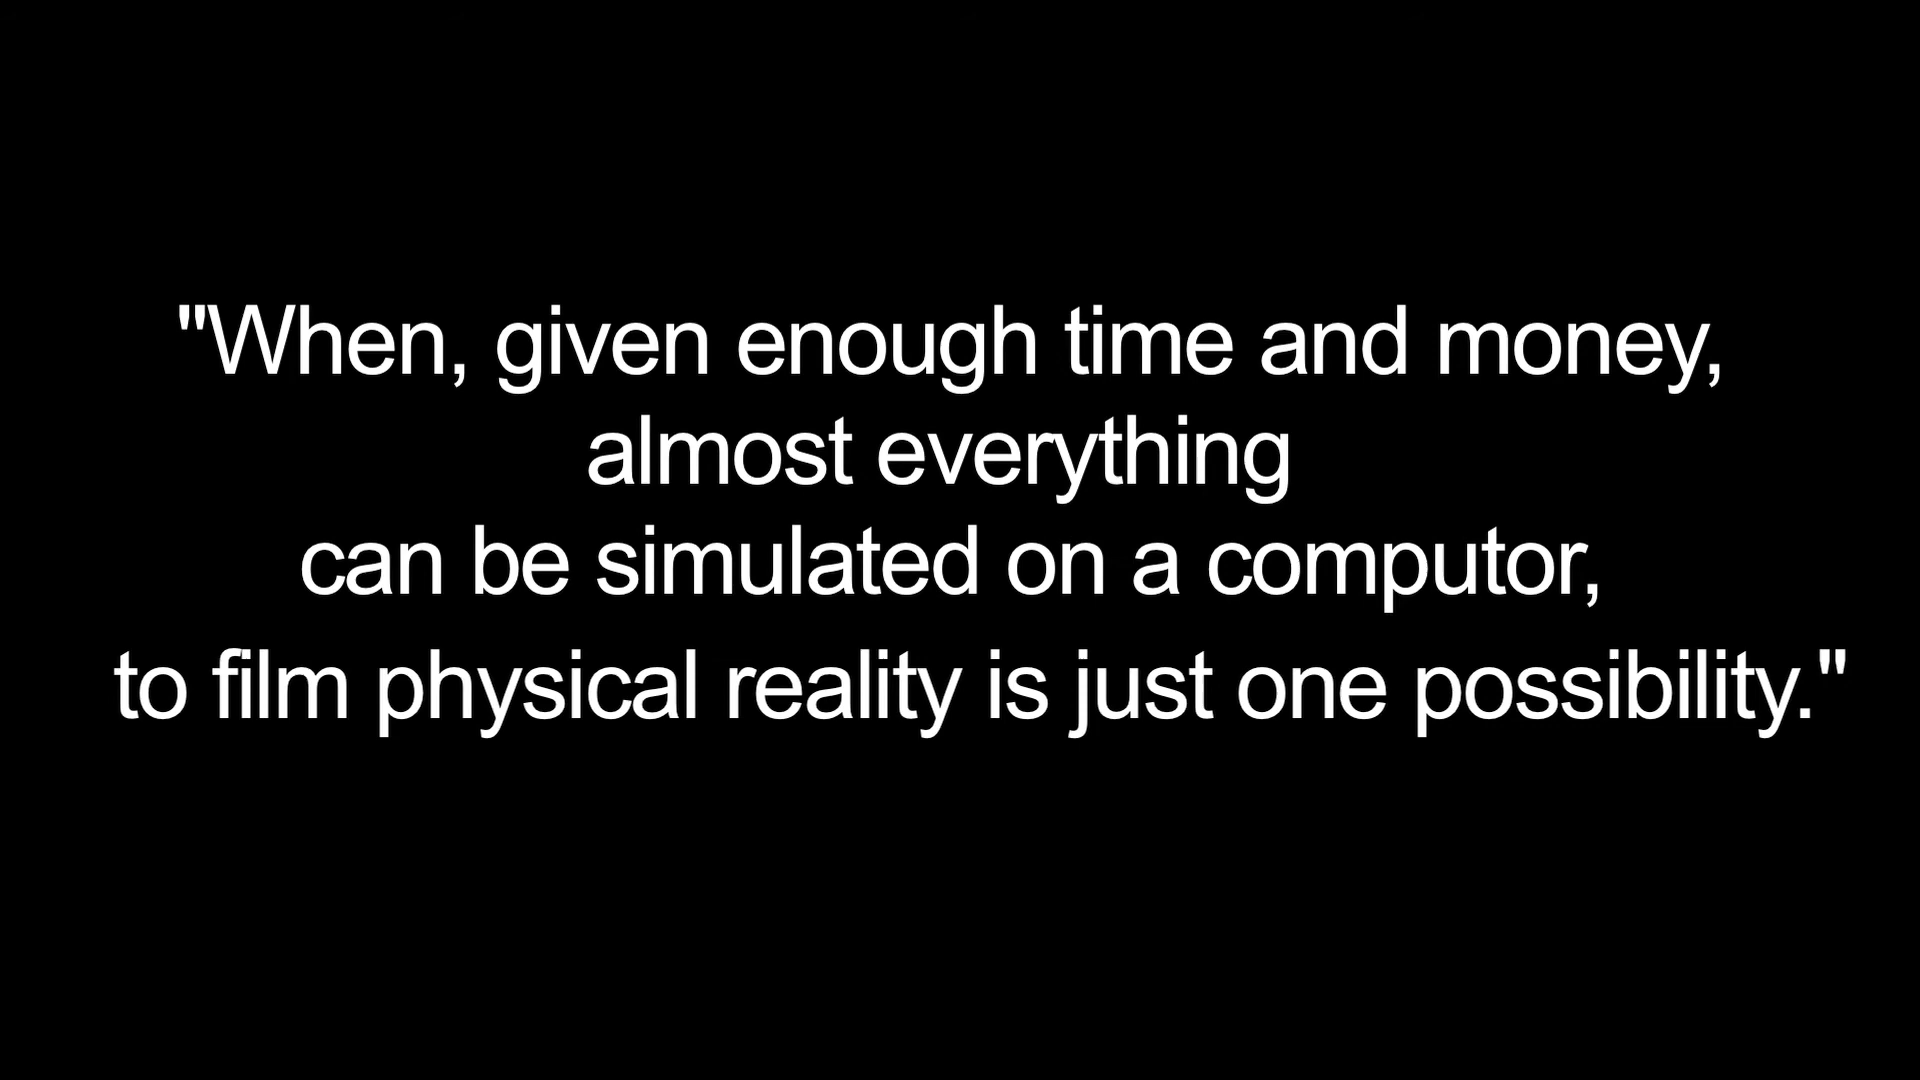 "When, given enough time and money,
almost everything
can be simulated on a computor,
to film physical reality is just one possibility."